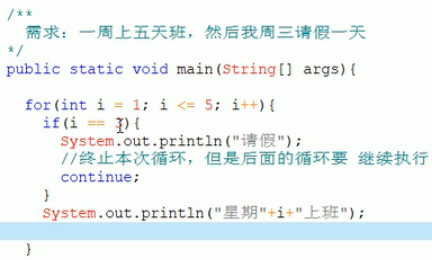 /**
需求：一周上五天班，然后我周三请假一天
*/
public static void main(String[] args){
for(int i = 1; i <= 5; i++){
if(i == 3){
System.out.println("请假");
//终止本次循环，但是后面的循环要 继续执行
continue;
}
System.out.println("星期"+i+"上班");
}